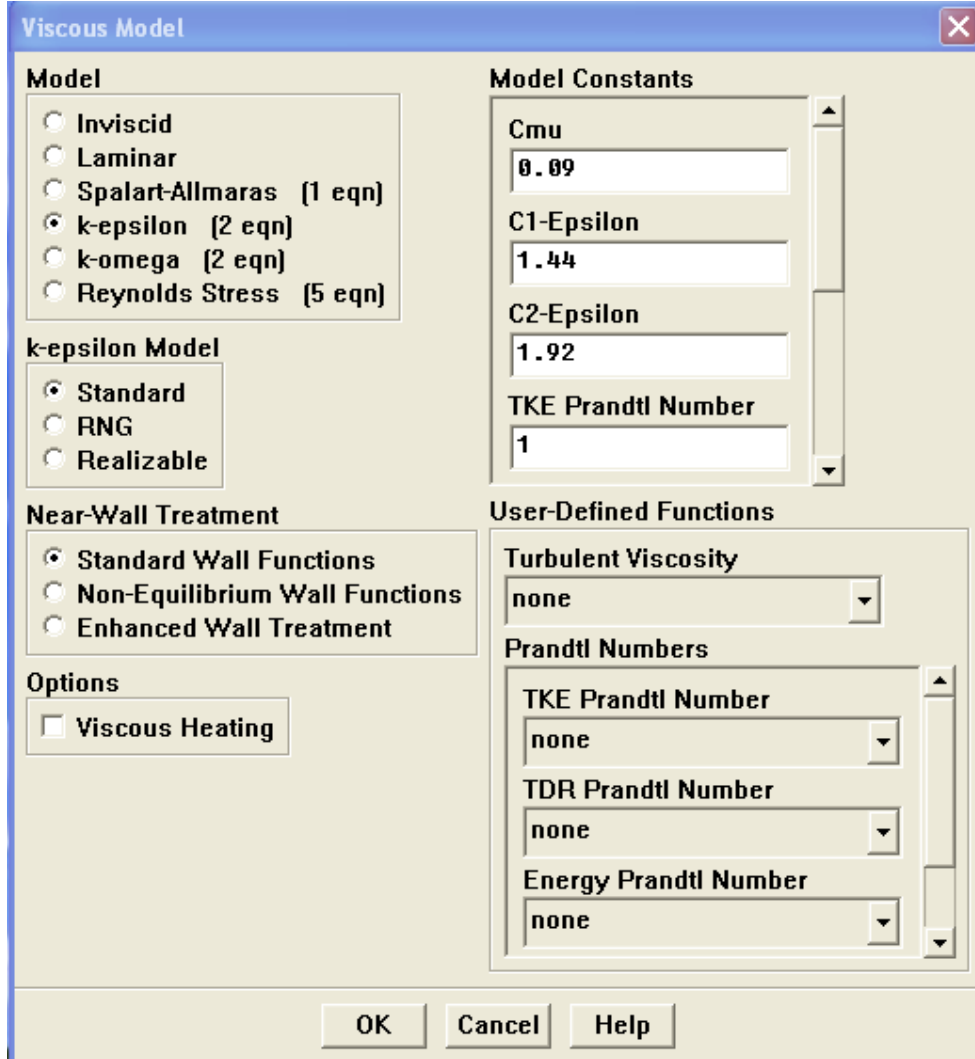 Viscous Model
Model
Inviscid
Laminar
Spalart-Allmaras (1 eqn)
k-epsilon (2 eqn)
k-omega (2 eqn)
Reynolds Stress (5 eqn)
k-epsilon Model
Standard
RNG
Realizable
Near-Wall Treatment
Standard Wall Functions
Non-Equilibrium Wall Functions
Enhanced Wall Treatment
Options
Viscous Heating
Model Constants
Cmu
0.09
C1-Epsilon
1.44
C2-Epsilon
1.92
TKE Prandtl Number
1
User-Defined Functions
Turbulent Viscosity
none
Prandtl Numbers
TKE Prandtl Number
none
TDR Prandtl Number
none
Energy Prandtl Number
none
OK
Cancel
Help